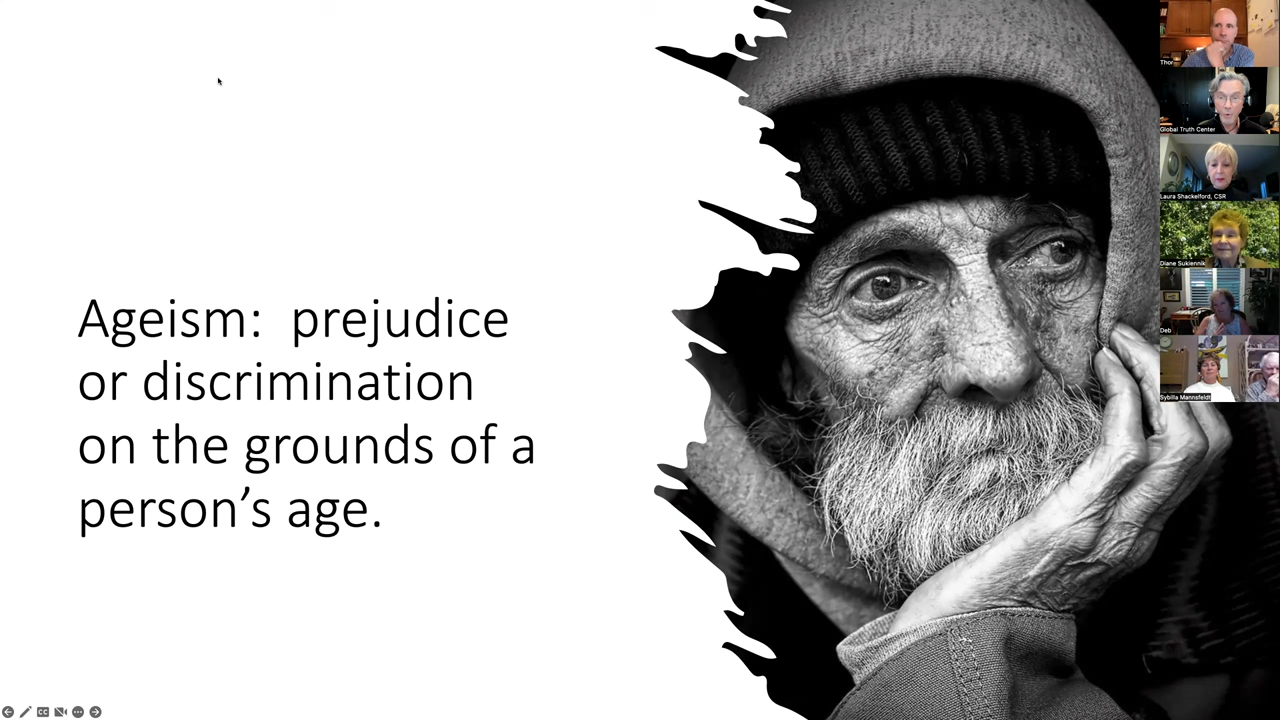 Ageism:  prejudice
or discrimination
on the grounds of a
person’s age.
Thor
Global Truth Center
Laura Shackelford, CSR
Diane Sukiennik
Deb
Sybilla Mannsfeldt
CC